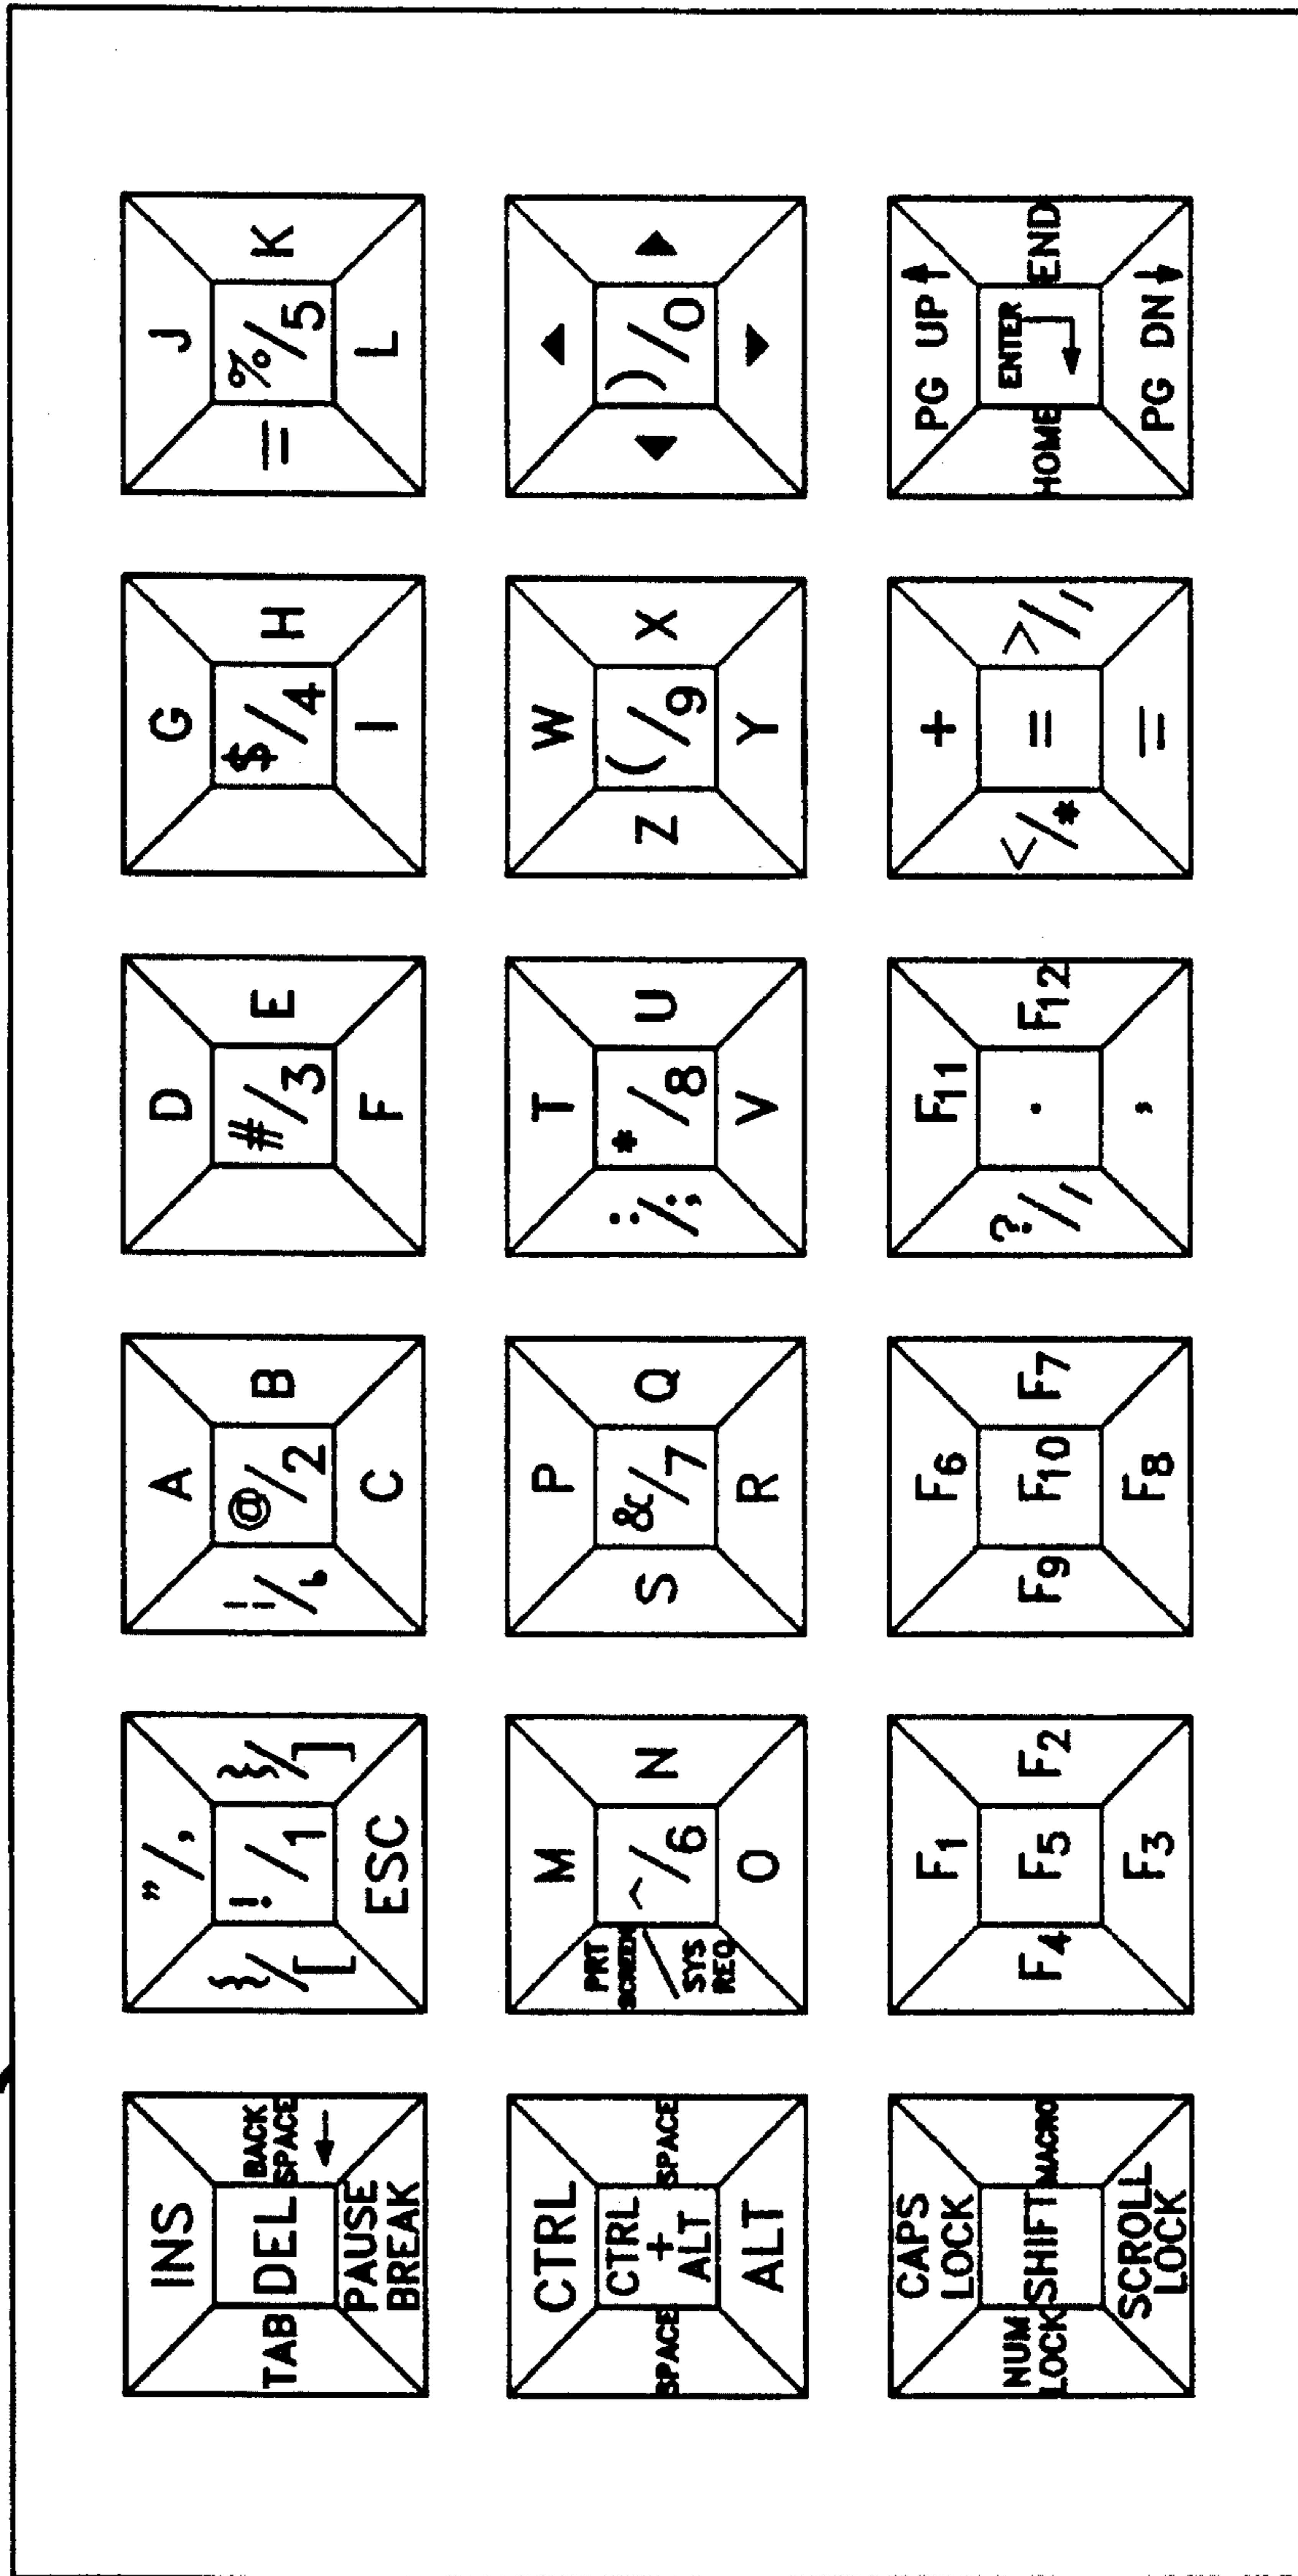 INS
TAB
DEL
BACK
SPACE
←
PAUSE
BREAK
"/,
}/[
!/1
}/]
ESC
A
¦/‘
@/2
B
C
D
#/3
E
F
G
$/4
H
I
J
=
%/5
K
L
CTRL
SPACE
CTRL
+
ALT
SPACE
ALT
M
PRT
SCREEN
/
SYS
REQ
^/6
N
O
P
S
&/7
Q
R
T
:/;
*/8
U
V
W
Z
(/9
X
Y
)/0
CAPS
LOCK
NUM
LOCK
SHIFT
MACRO
SCROLL
LOCK
F1
F4
F5
F2
F3
F6
F9
F10
F7
F8
F11
?//
.
F12
,
+
</*
=
>//
=
PG UP↑
HOME
ENTER
↵
END
PG DN↓